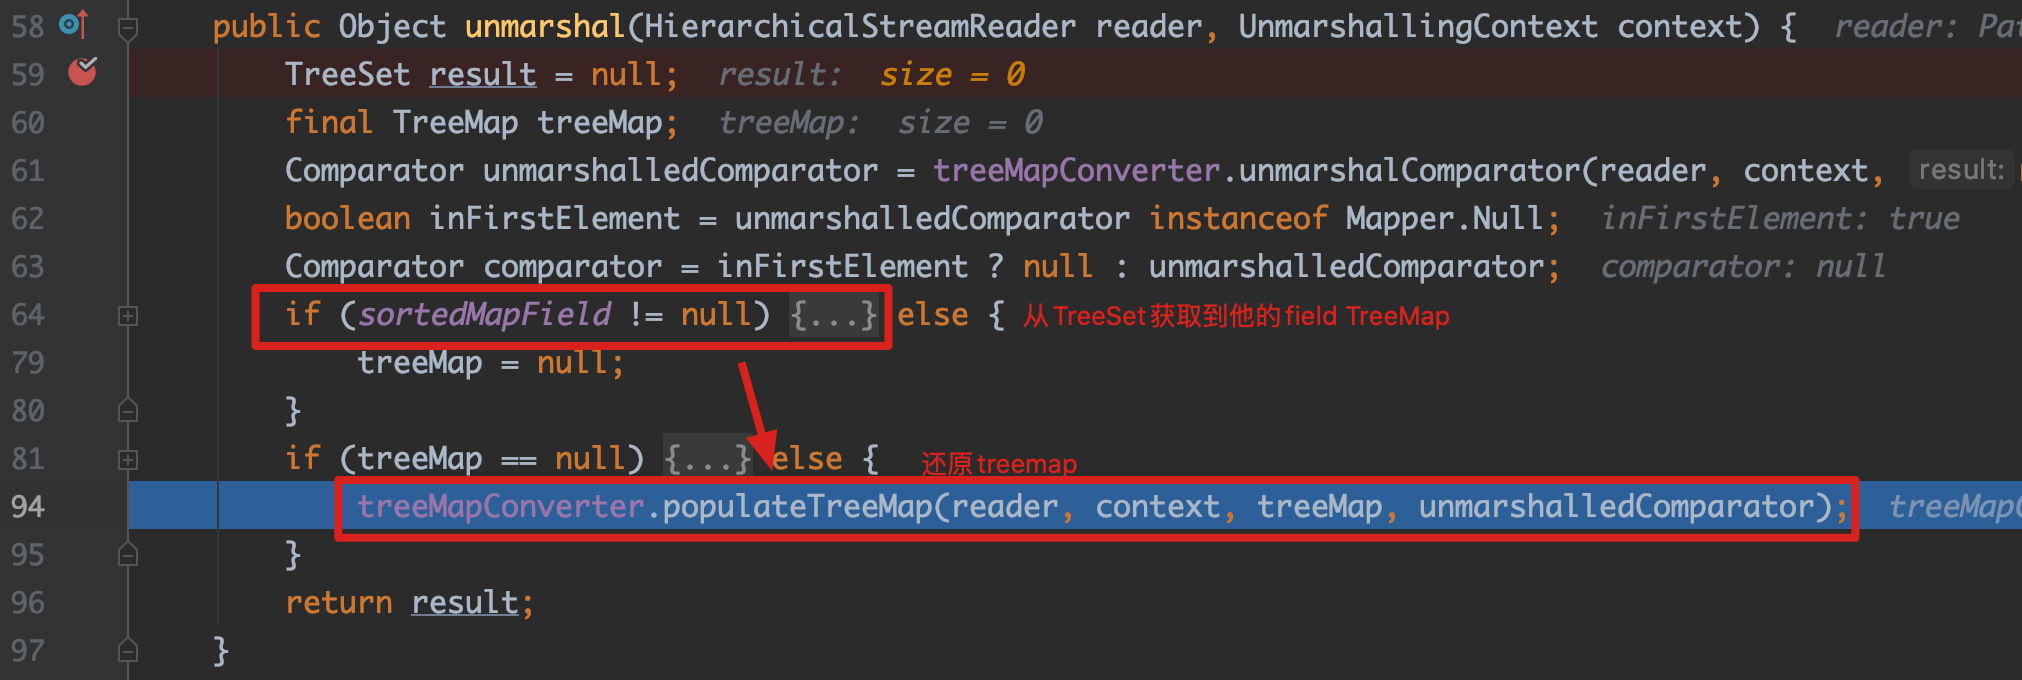 58 public Object unmarshal(HierarchicalStreamReader reader, UnmarshallingContext context) { reader:
59 TreeSet result = null; result: size = 0
60 final TreeMap treeMap; treeMap: size = 0
61 Comparator unmarshalledComparator = treeMapConverter.unmarshalComparator(reader, context, result:
62 boolean inFirstElement = unmarshalledComparator instanceof Mapper.Null; inFirstElement: true
63 Comparator comparator = inFirstElement ? null : unmarshalledComparator; comparator: null
64 if (sortedMapField != null) {...} else { 从TreeSet获取到他的field TreeMap
79 treeMap = null;
80 }
81 if (treeMap == null) {...} else { 还原treemap
94 treeMapConverter.populateTreeMap(reader, context, treeMap, unmarshalledComparator);
95 }
96 return result;
97 }